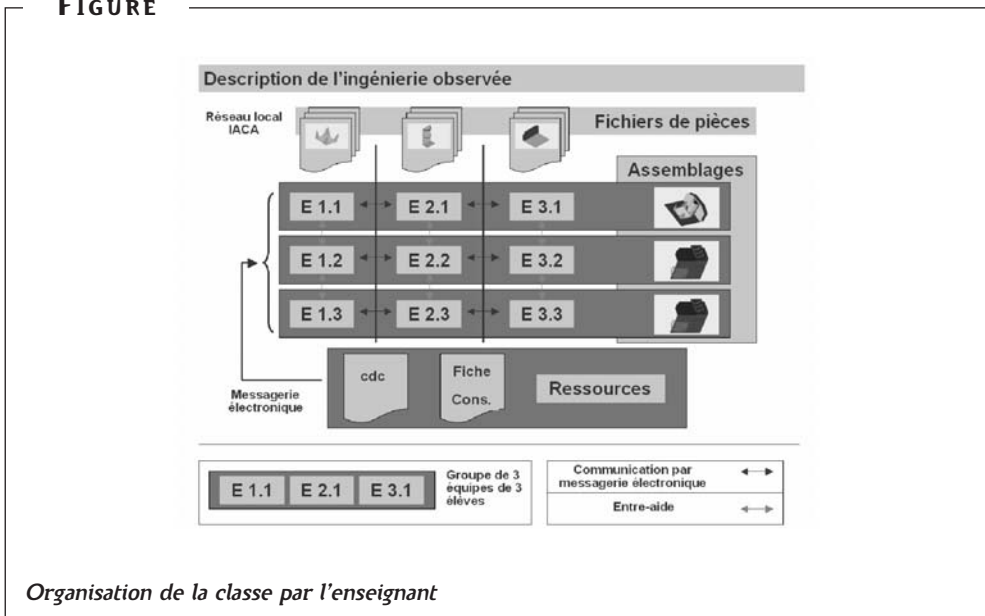 FIGURE
Description de l'ingénierie observée
Réseau local
IACA
Fichiers de pièces
Assemblages
E 1.1 E 2.1 E 3.1
E 1.2 E 2.2 E 3.2
E 1.3 E 2.3 E 3.3
cdc
Fiche
Cons.
Ressources
Messagerie
électronique
E 1.1 E 2.1 E 3.1
Groupe de 3
équipes de 3
élèves
Communication par
messagerie électronique
Entre-aide
Organisation de la classe par l'enseignant